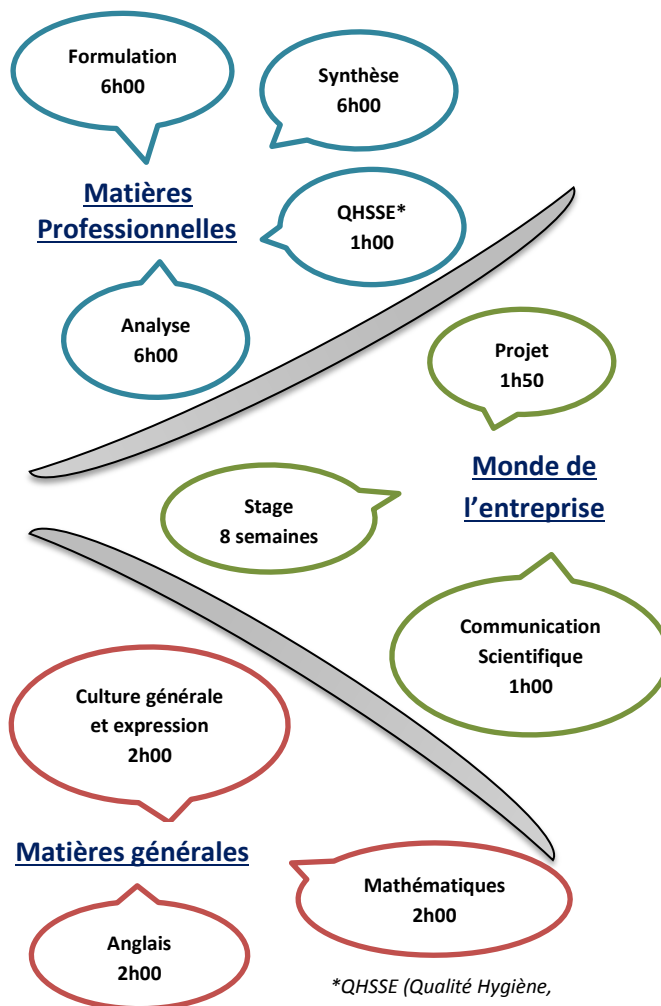 Formulation
6h00
Synthèse
6h00
Matières
Professionnelles
QHSSE*
1h00
Analyse
6h00
Projet
1h50
Monde de
l’entreprise
Stage
8 semaines
Communication
Scientifique
1h00
Culture générale
et expression
2h00
Matières générales
Mathématiques
2h00
Anglais
2h00
*QHSSE (Qualité Hygiène,